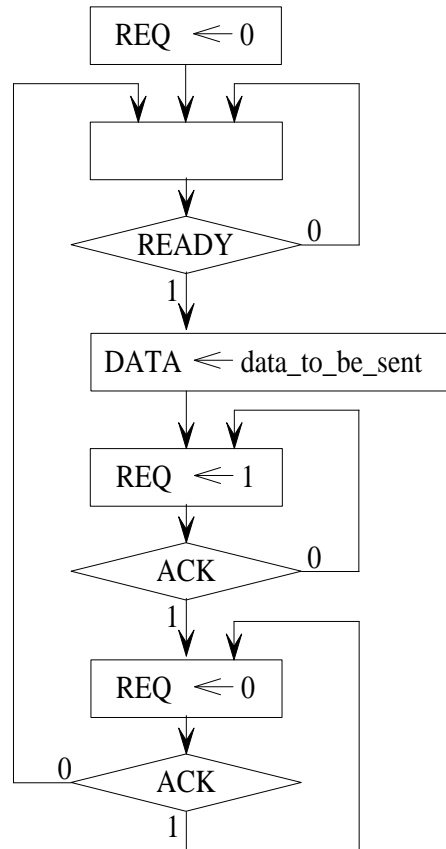 REQ ← 0
READY
0
1
DATA ← data_to_be_sent
REQ ← 1
ACK
0
1
REQ ← 0
0
ACK
1